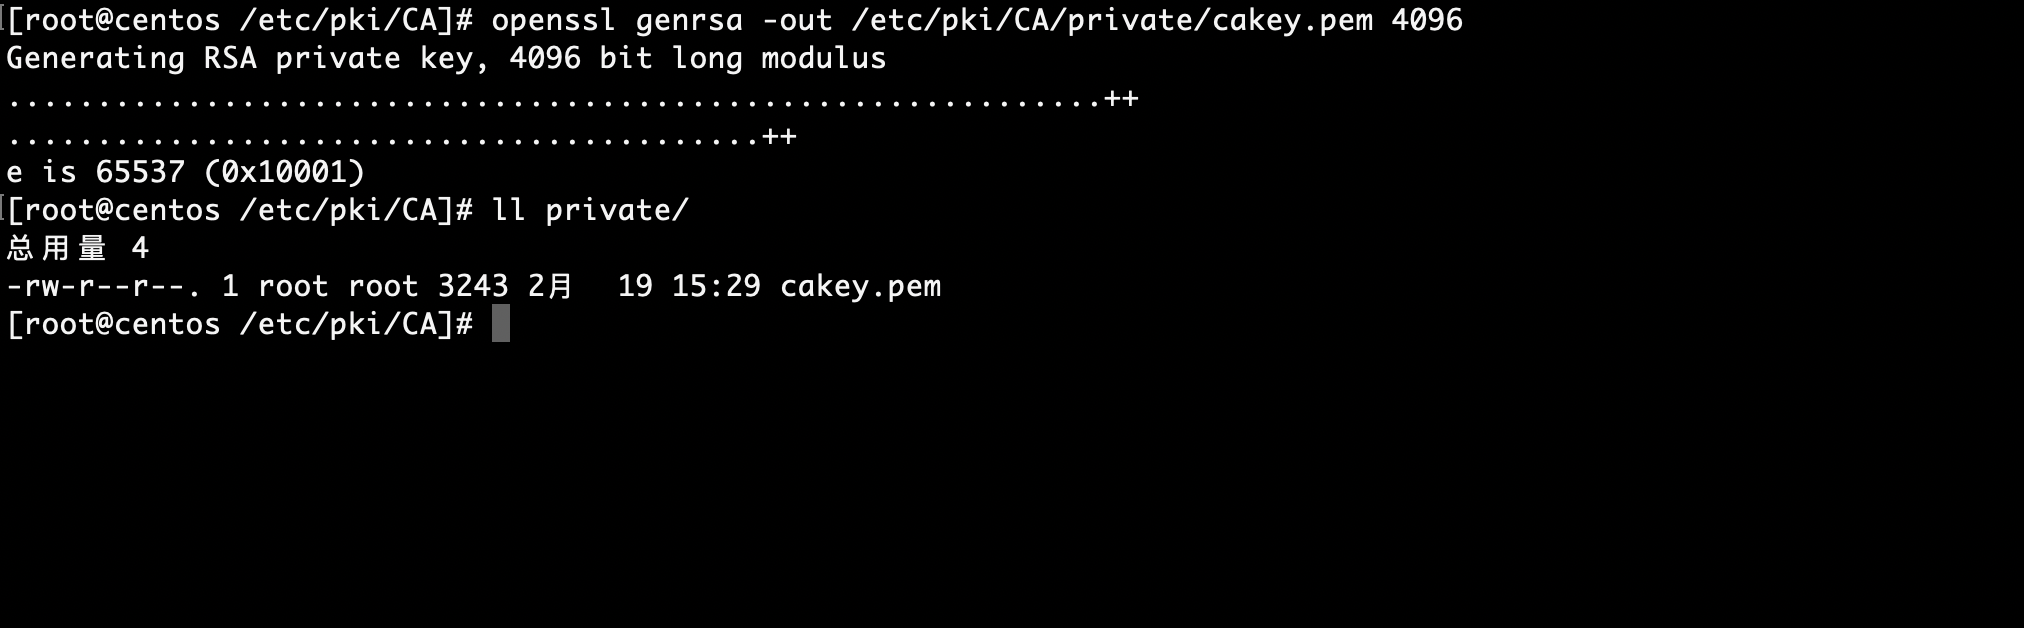 [root@centos /etc/pki/CA]# openssl genrsa -out /etc/pki/CA/private/cakey.pem 4096
Generating RSA private key, 4096 bit long modulus
.............................................................++
..........................................++
e is 65537 (0x10001)
[root@centos /etc/pki/CA]# ll private/
总用量 4
-rw-r--r--. 1 root root 3243 2月  19 15:29 cakey.pem
[root@centos /etc/pki/CA]#